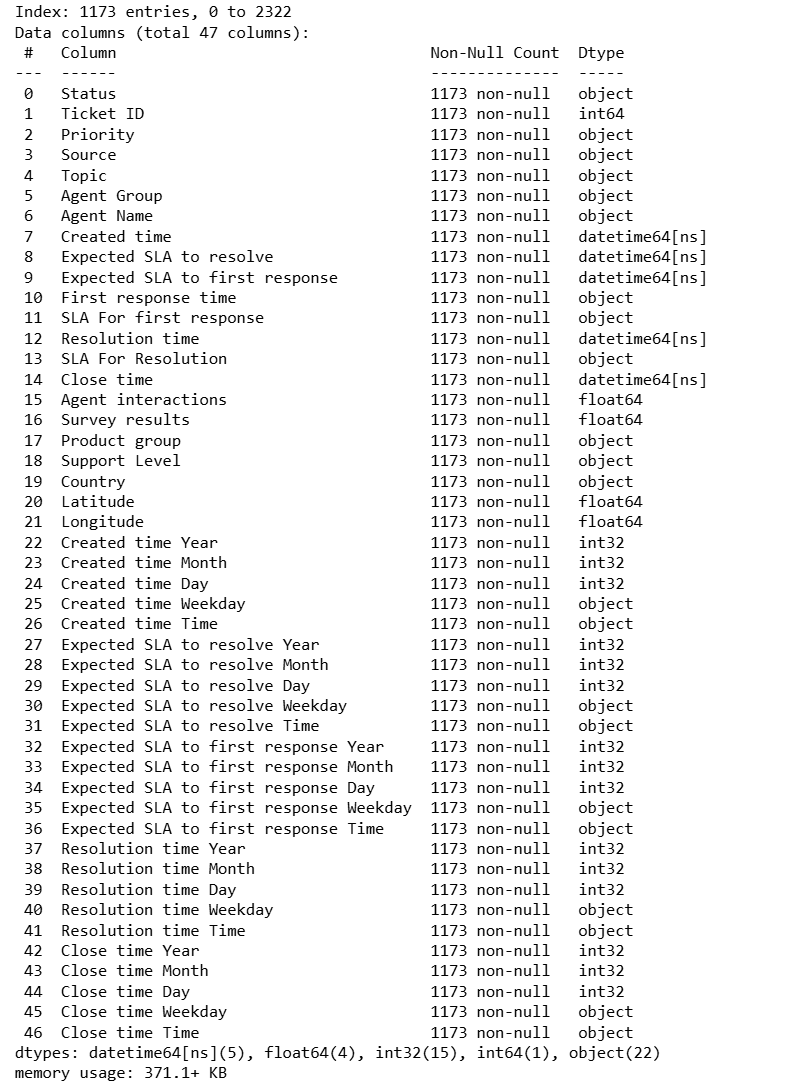 Index: 1173 entries, 0 to 2322
Data columns (total 47 columns):
 #   Column                                Non-Null Count  Dtype
---  ------                                --------------  -----
 0   Status                                1173 non-null   object
 1   Ticket ID                             1173 non-null   int64
 2   Priority                              1173 non-null   object
 3   Source                                1173 non-null   object
 4   Topic                                 1173 non-null   object
 5   Agent Group                           1173 non-null   object
 6   Agent Name                            1173 non-null   object
 7   Created time                          1173 non-null   datetime64[ns]
 8   Expected SLA to resolve               1173 non-null   datetime64[ns]
 9   Expected SLA to first response        1173 non-null   datetime64[ns]
 10  First response time                   1173 non-null   object
 11  SLA For first response                1173 non-null   object
 12  Resolution time                       1173 non-null   datetime64[ns]
 13  SLA For Resolution                    1173 non-null   object
 14  Close time                            1173 non-null   datetime64[ns]
 15  Agent interactions                    1173 non-null   float64
 16  Survey results                        1173 non-null   float64
 17  Product group                         1173 non-null   object
 18  Support Level                         1173 non-null   object
 19  Country                               1173 non-null   object
 20  Latitude                              1173 non-null   float64
 21  Longitude                             1173 non-null   float64
 22  Created time Year                     1173 non-null   int32
 23  Created time Month                    1173 non-null   int32
 24  Created time Day                      1173 non-null   int32
 25  Created time Weekday                  1173 non-null   object
 26  Created time Time                     1173 non-null   object
 27  Expected SLA to resolve Year          1173 non-null   int32
 28  Expected SLA to resolve Month         1173 non-null   int32
 29  Expected SLA to resolve Day           1173 non-null   int32
 30  Expected SLA to resolve Weekday       1173 non-null   object
 31  Expected SLA to resolve Time          1173 non-null   object
 32  Expected SLA to first response Year   1173 non-null   int32
 33  Expected SLA to first response Month  1173 non-null   int32
 34  Expected SLA to first response Day    1173 non-null   int32
 35  Expected SLA to first response Weekday  1173 non-null   object
 36  Expected SLA to first response Time   1173 non-null   object
 37  Resolution time Year                  1173 non-null   int32
 38  Resolution time Month                 1173 non-null   int32
 39  Resolution time Day                   1173 non-null   int32
 40  Resolution time Weekday               1173 non-null   object
 41  Resolution time Time                  1173 non-null   object
 42  Close time Year                       1173 non-null   int32
 43  Close time Month                      1173 non-null   int32
 44  Close time Day                        1173 non-null   int32
 45  Close time Weekday                    1173 non-null   object
 46  Close time Time                       1173 non-null   object
dtypes: datetime64[ns](5), float64(4), int32(15), int64(1), object(22)
memory usage: 371.1+ KB